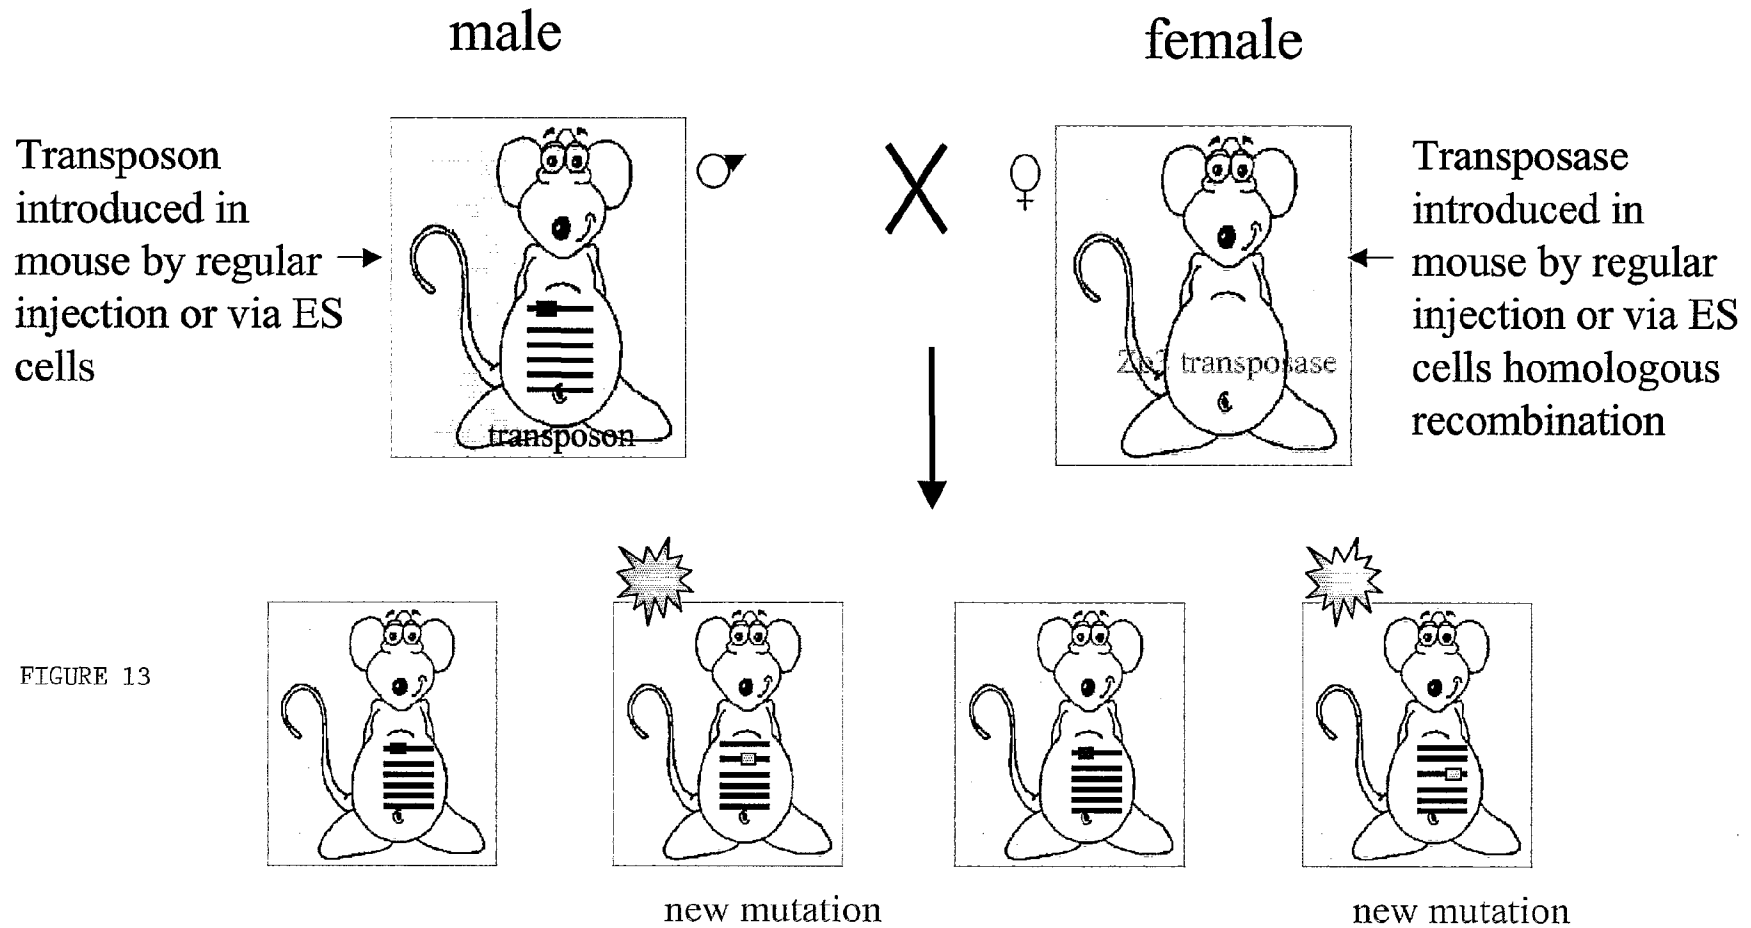 male
female
Transposon
introduced in
mouse by regular
injection or via ES
cells
Transposase
introduced in
mouse by regular
injection or via ES
cells homologous
recombination
transposase
transposon
FIGURE 13
new mutation
new mutation